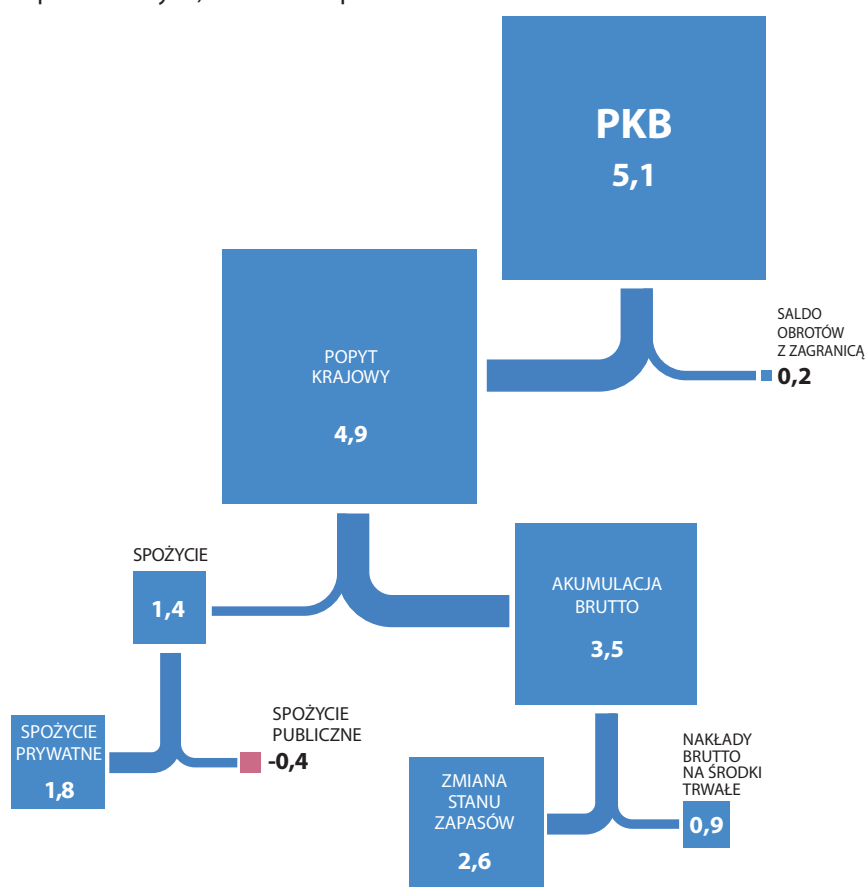 PKB
5,1
SALDO
OBROTÓW
Z ZAGRANICĄ
0,2
POPYT
KRAJOWY
4,9
SPOŻYCIE
1,4
AKUMULACJA
BRUTTO
3,5
SPOŻYCIE
PRYWATNE
1,8
SPOŻYCIE
PUBLICZNE
-0,4
ZMIANA
STANU
ZAPASÓW
2,6
NAKŁADY
BRUTTO
NA ŚRODKI
TRWAŁE
0,9